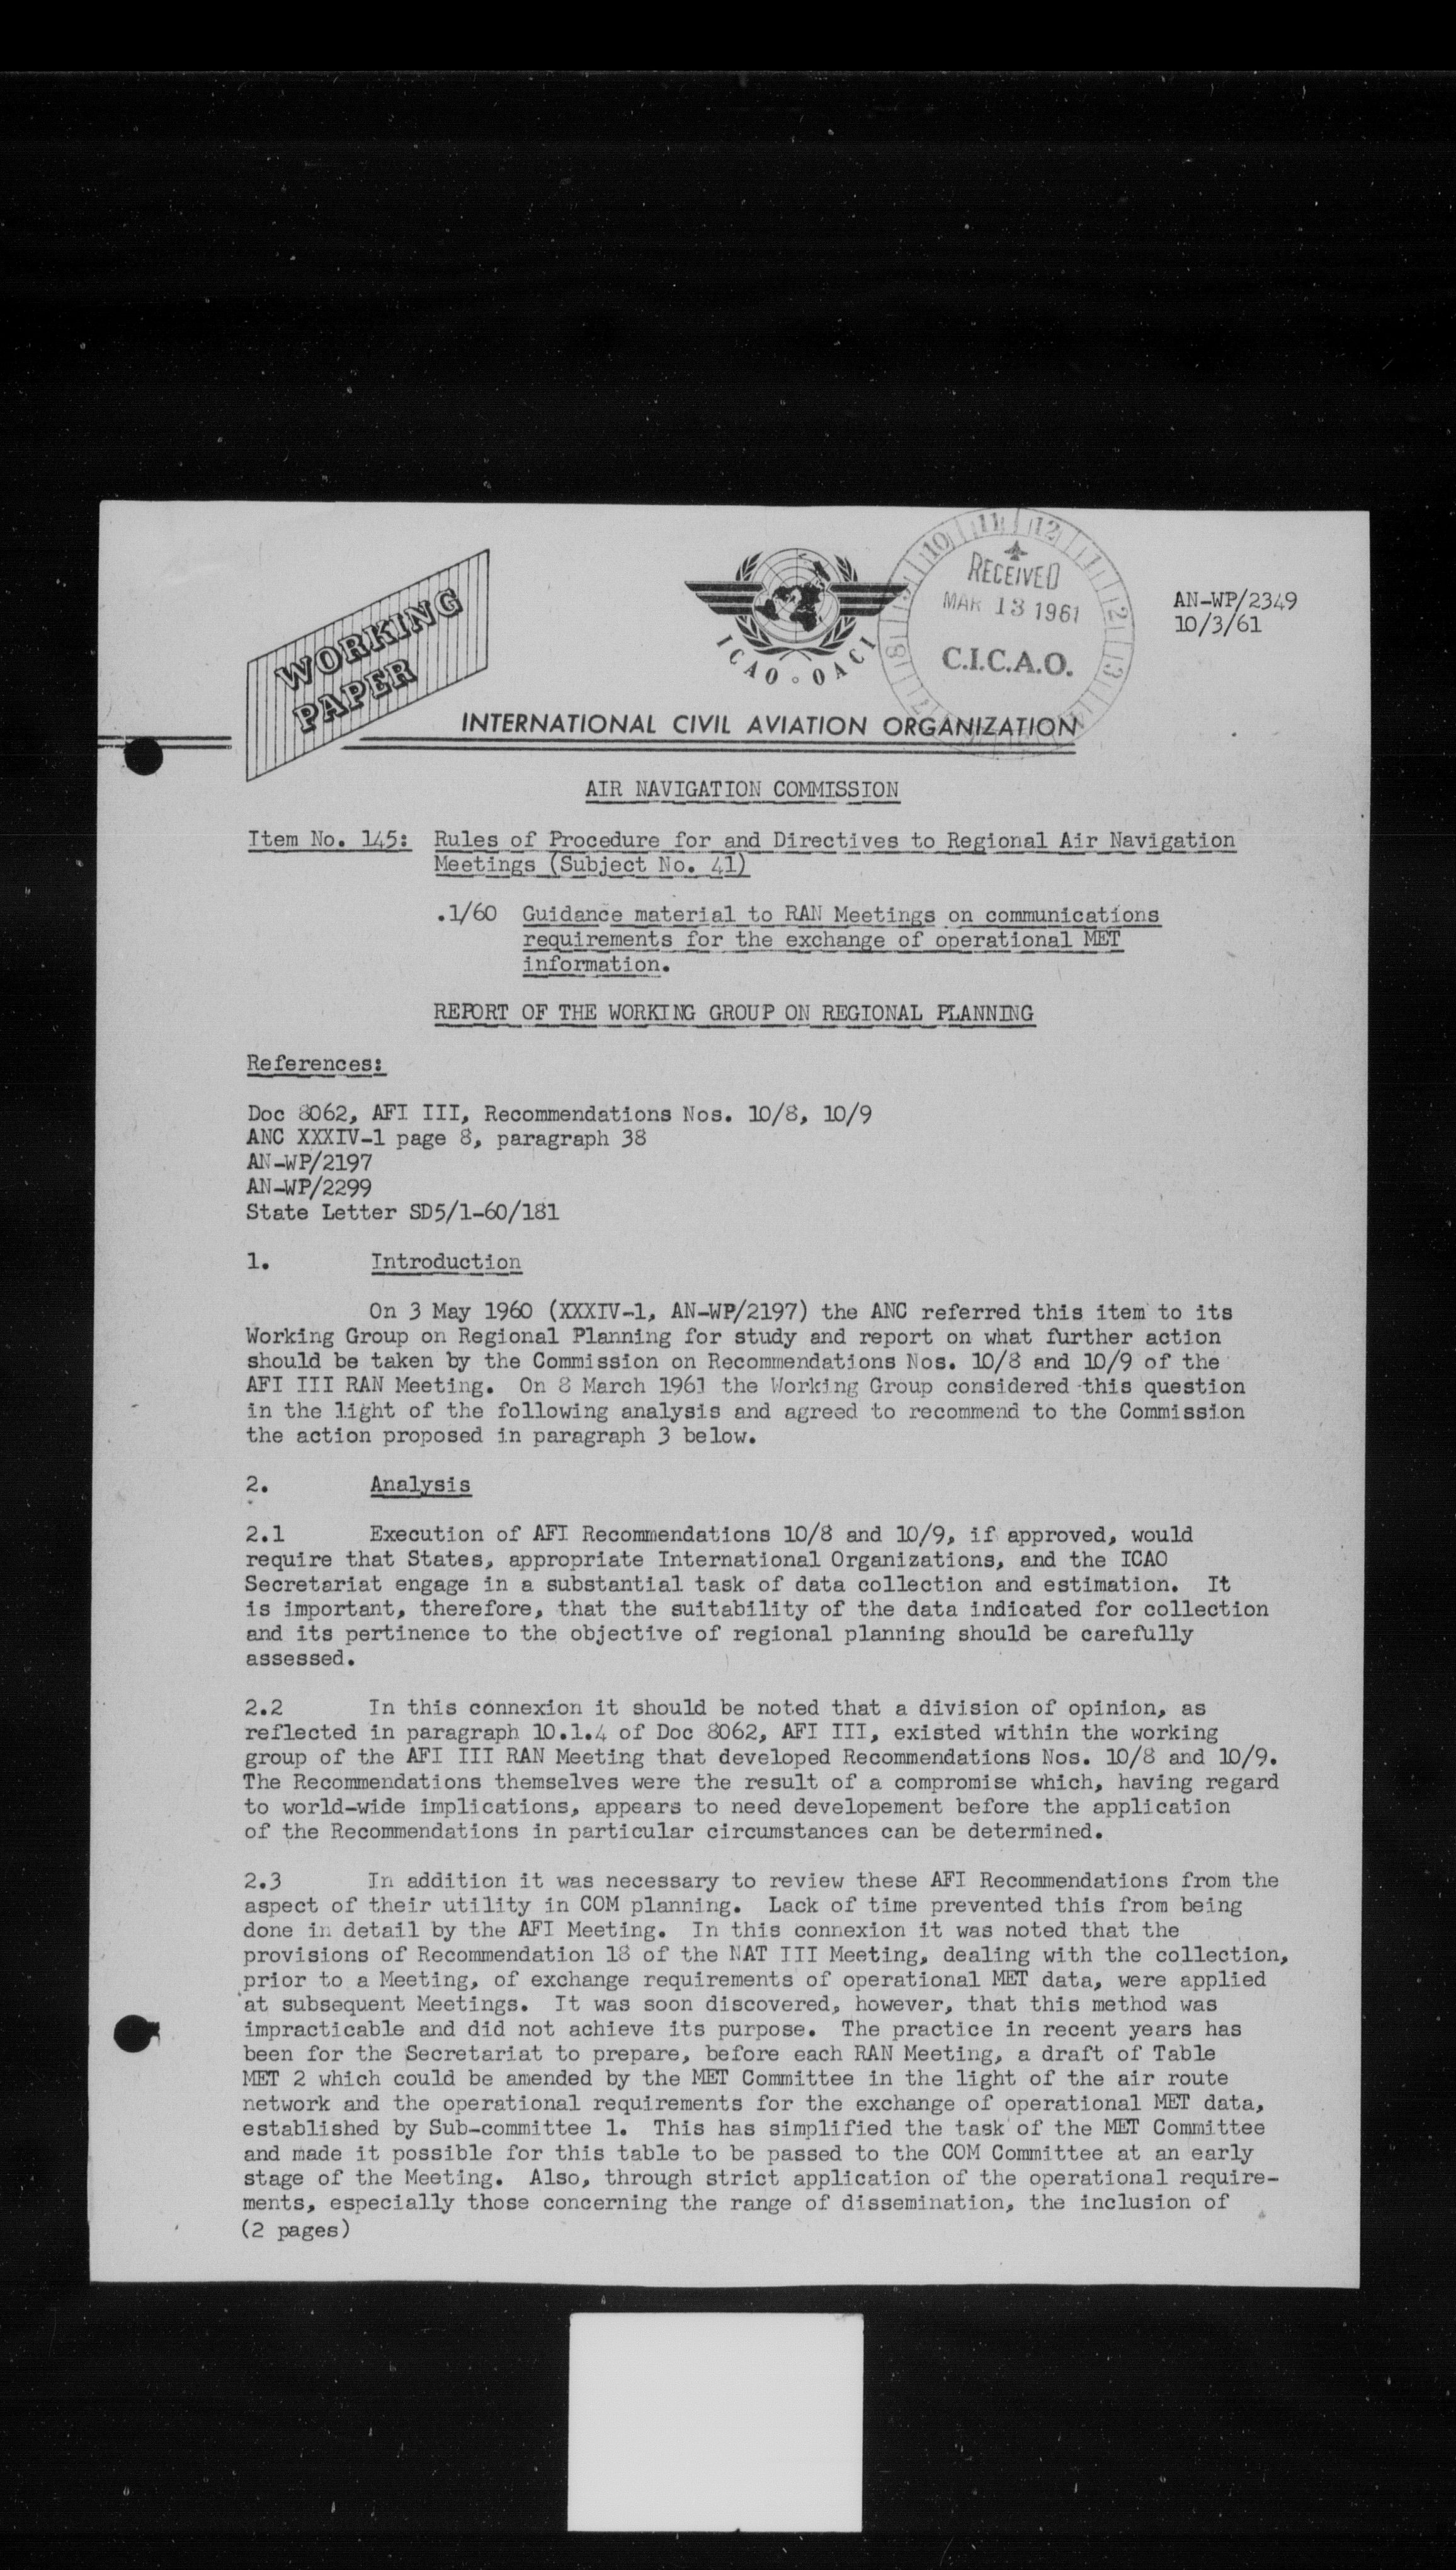 WORKING
PAPER
ICAO · OACI
10 11 12 1 2 3 7 8
RECEIVED
MAR 13 1961
C.I.C.A.O.
AN-WP/2349
10/3/61
INTERNATIONAL CIVIL AVIATION ORGANIZATION
AIR NAVIGATION COMMISSION
Item No. 145: Rules of Procedure for and Directives to Regional Air Navigation
Meetings (Subject No. 41)
.1/60 Guidance material to RAN Meetings on communications
requirements for the exchange of operational MET
information.
REPORT OF THE WORKING GROUP ON REGIONAL PLANNING
References:
Doc 8062, AFI III, Recommendations Nos. 10/8, 10/9
ANC XXXIV-1 page 8, paragraph 38
AN-WP/2197
AN-WP/2299
State Letter SD5/1-60/181
1. Introduction
On 3 May 1960 (XXXIV-1, AN-WP/2197) the ANC referred this item to its
Working Group on Regional Planning for study and report on what further action
should be taken by the Commission on Recommendations Nos. 10/8 and 10/9 of the
AFI III RAN Meeting. On 8 March 1961 the Working Group considered this question
in the light of the following analysis and agreed to recommend to the Commission
the action proposed in paragraph 3 below.
2. Analysis
2.1 Execution of AFI Recommendations 10/8 and 10/9, if approved, would
require that States, appropriate International Organizations, and the ICAO
Secretariat engage in a substantial task of data collection and estimation. It
is important, therefore, that the suitability of the data indicated for collection
and its pertinence to the objective of regional planning should be carefully
assessed.
2.2 In this connexion it should be noted that a division of opinion, as
reflected in paragraph 10.1.4 of Doc 8062, AFI III, existed within the working
group of the AFI III RAN Meeting that developed Recommendations Nos. 10/8 and 10/9.
The Recommendations themselves were the result of a compromise which, having regard
to world-wide implications, appears to need developement before the application
of the Recommendations in particular circumstances can be determined.
2.3 In addition it was necessary to review these AFI Recommendations from the
aspect of their utility in COM planning. Lack of time prevented this from being
done in detail by the AFI Meeting. In this connexion it was noted that the
provisions of Recommendation 18 of the NAT III Meeting, dealing with the collection,
prior to a Meeting, of exchange requirements of operational MET data, were applied
at subsequent Meetings. It was soon discovered, however, that this method was
impracticable and did not achieve its purpose. The practice in recent years has
been for the Secretariat to prepare, before each RAN Meeting, a draft of Table
MET 2 which could be amended by the MET Committee in the light of the air route
network and the operational requirements for the exchange of operational MET data,
established by Sub-committee 1. This has simplified the task of the MET Committee
and made it possible for this table to be passed to the COM Committee at an early
stage of the Meeting. Also, through strict application of the operational require-
ments, especially those concerning the range of dissemination, the inclusion of
(2 pages)